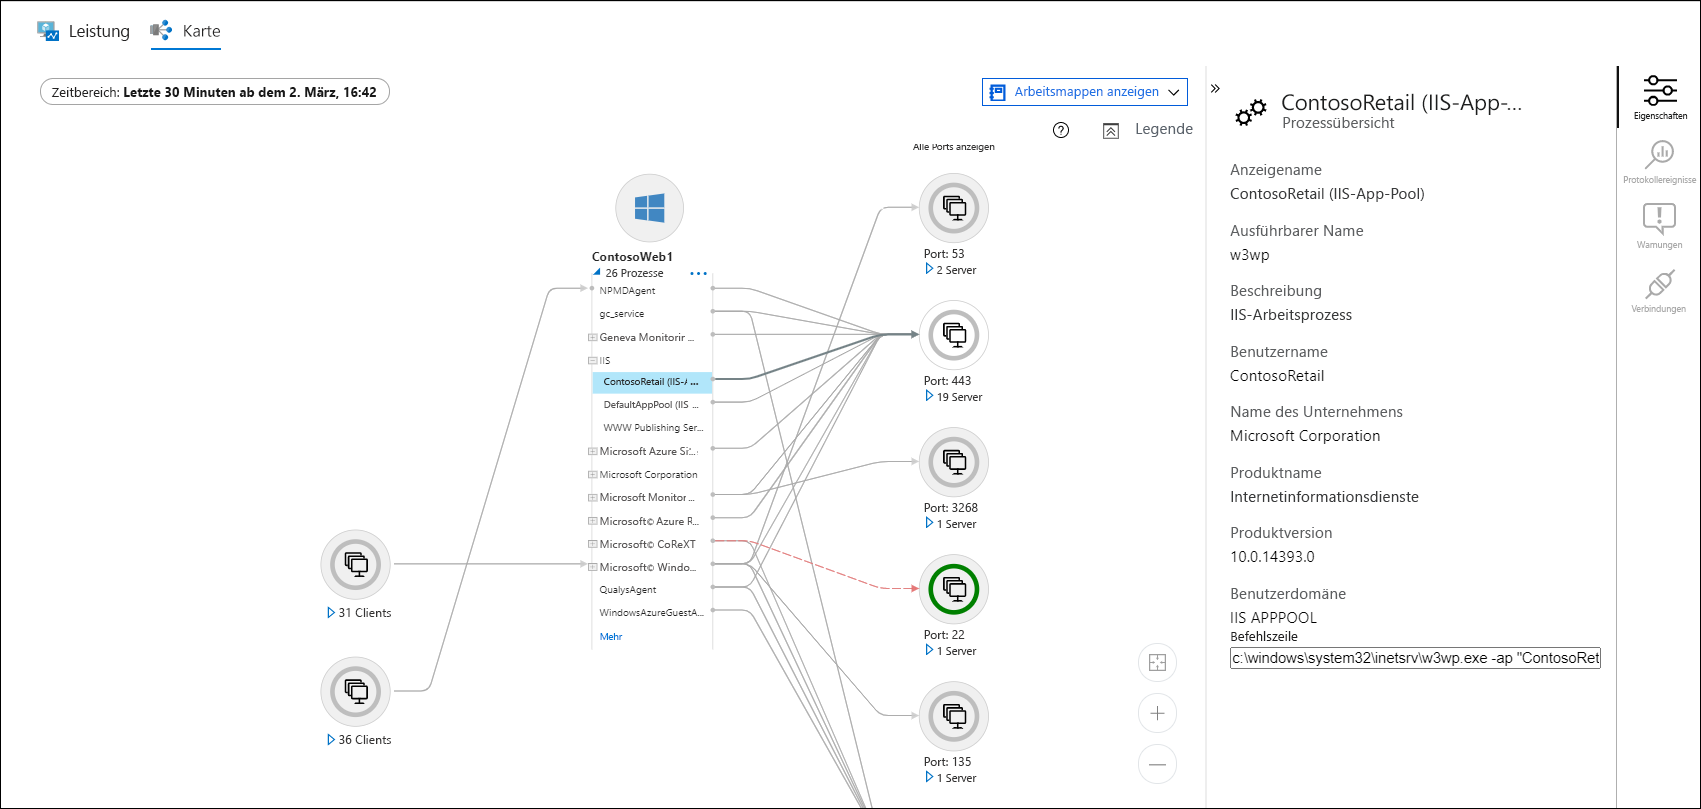 Leistung
Karte
Zeitbereich: Letzte 30 Minuten ab dem 2. März, 16:42
Arbeitsmappen anzeigen
Legende
Alle Ports anzeigen
ContosoWeb1
26 Prozesse
NPMDAgent
gc_service
Geneva Monitorir ...
IIS
ContosoRetail (IIS-A ...
DefaultAppPool (IIS ...
WWW Publishing Ser...
Microsoft Azure Si...
Microsoft Corporation
Microsoft Monitor ...
Microsoft© Azure R...
Microsoft© CoReXT
Microsoft© Windo...
QualysAgent
WindowsAzureGuestA...
Mehr
31 Clients
36 Clients
Port: 53
2 Server
Port: 443
19 Server
Port: 3268
1 Server
Port: 22
1 Server
Port: 135
1 Server
ContosoRetail (IIS-App-...
Prozessübersicht
Anzeigename
ContosoRetail (IIS-App-Pool)
Ausführbarer Name
w3wp
Beschreibung
IIS-Arbeitsprozess
Benutzername
ContosoRetail
Name des Unternehmens
Microsoft Corporation
Produktname
Internetinformationsdienste
Produktversion
10.0.14393.0
Benutzerdomäne
IIS APPPOOL
Befehlszeile
c:\windows\system32\inetsrv\w3wp.exe -ap "ContosoRet
Eigenschaften
Protokollereignisse
Warnungen
Verbindungen